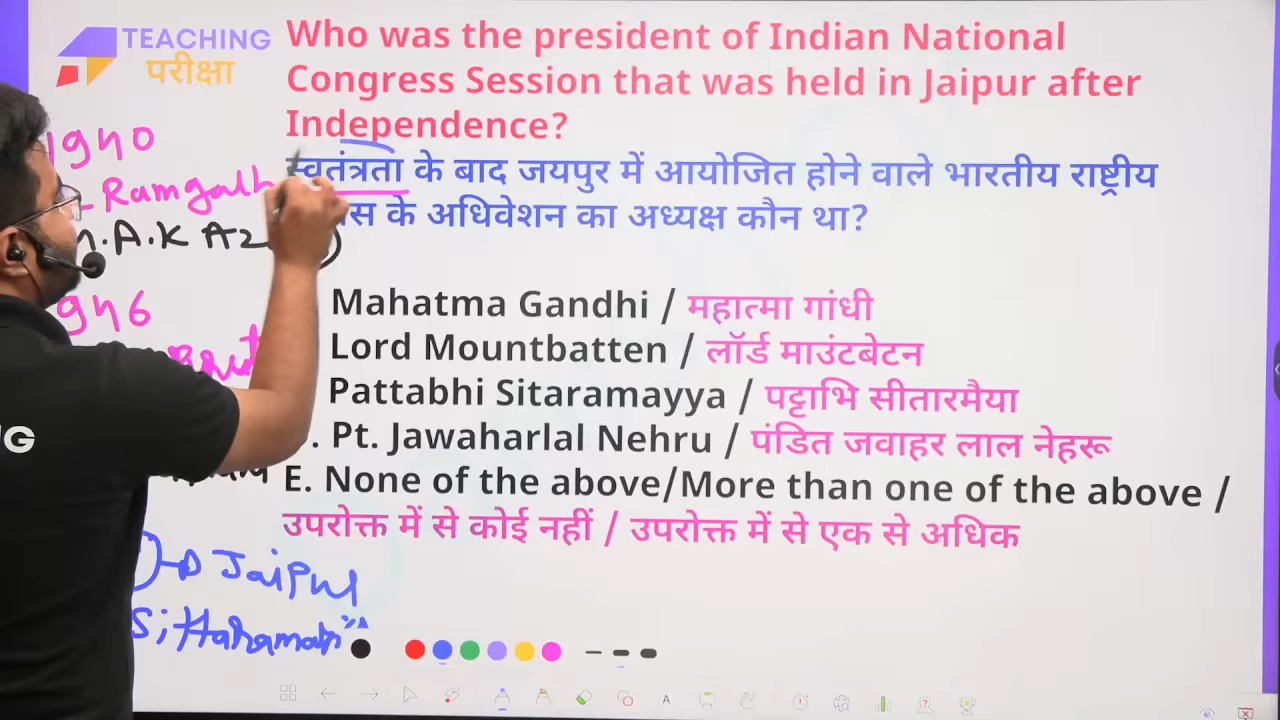 TEACHING
परीक्षा
Who was the president of Indian National
Congress Session that was held in Jaipur after
Independence?
स्वतंत्रता के बाद जयपुर में आयोजित होने वाले भारतीय राष्ट्रीय
के अधिवेशन का अध्यक्ष कौन था?
Mahatma Gandhi / महात्मा गांधी
Lord Mountbatten / लॉर्ड माउंटबेटन
Pattabhi Sitaramayya / पट्टाभि सीतारमैया
. Pt. Jawaharlal Nehru / पंडित जवाहर लाल नेहरू
E. None of the above/More than one of the above /
उपरोक्त में से कोई नहीं / उपरोक्त में से एक से अधिक
1940
Ramgarh
A.K Az
1946
Jaipur
A